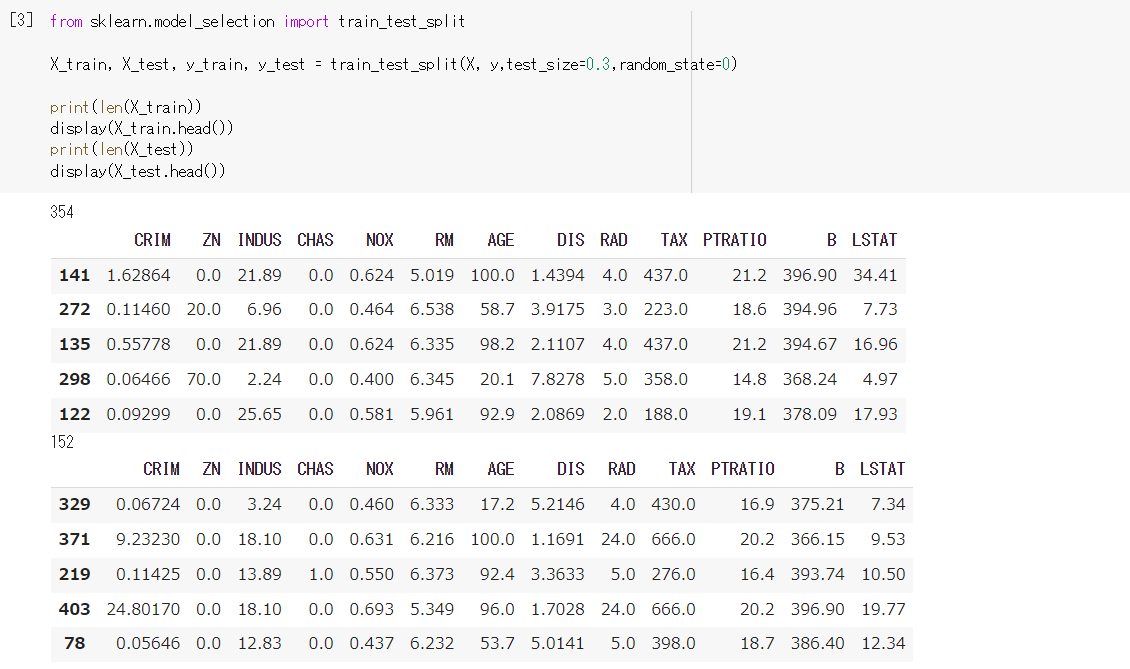 [3] from sklearn.model_selection import train_test_split
X_train, X_test, y_train, y_test = train_test_split(X, y,test_size=0.3,random_state=0)
print(len(X_train))
display(X_train.head())
print(len(X_test))
display(X_test.head())
354
CRIM ZN INDUS CHAS NOX RM AGE DIS RAD TAX PTRATIO B LSTAT
141 1.62864 0.0 21.89 0.0 0.624 5.019 100.0 1.4394 4.0 437.0 21.2 396.90 34.41
272 0.11460 20.0 6.96 0.0 0.464 6.538 58.7 3.9175 3.0 223.0 18.6 394.96 7.73
135 0.55778 0.0 21.89 0.0 0.624 6.335 98.2 2.1107 4.0 437.0 21.2 394.67 16.96
298 0.06466 70.0 2.24 0.0 0.400 6.345 20.1 7.8278 5.0 358.0 14.8 368.24 4.97
122 0.09299 0.0 25.65 0.0 0.581 5.961 92.9 2.0869 2.0 188.0 19.1 378.09 17.93
152
CRIM ZN INDUS CHAS NOX RM AGE DIS RAD TAX PTRATIO B LSTAT
329 0.06724 0.0 3.24 0.0 0.460 6.333 17.2 5.2146 4.0 430.0 16.9 375.21 7.34
371 9.23230 0.0 18.10 0.0 0.631 6.216 100.0 1.1691 24.0 666.0 20.2 366.15 9.53
219 0.11425 0.0 13.89 1.0 0.550 6.373 92.4 3.3633 5.0 276.0 16.4 393.74 10.50
403 24.80170 0.0 18.10 0.0 0.693 5.349 96.0 1.7028 24.0 666.0 20.2 396.90 19.77
78 0.05646 0.0 12.83 0.0 0.437 6.232 53.7 5.0141 5.0 398.0 18.7 386.40 12.34